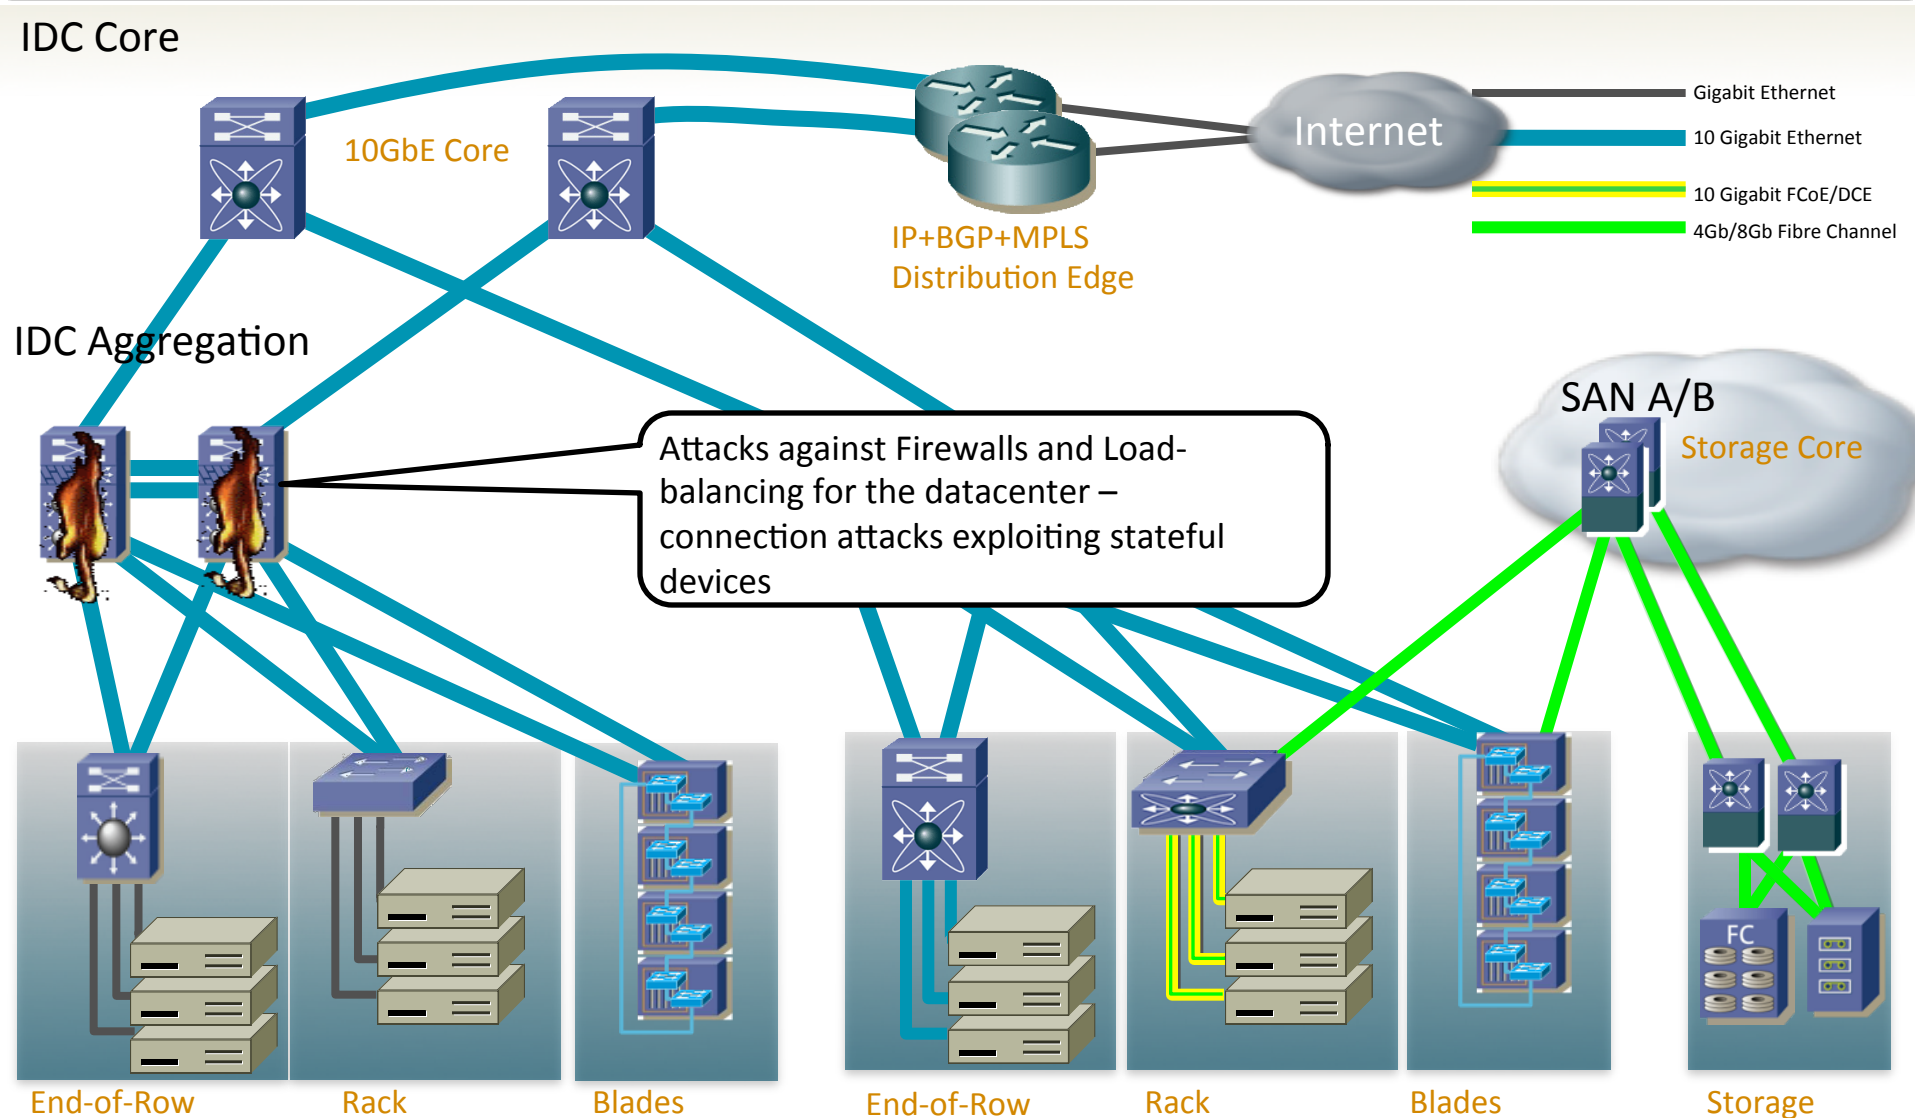 IDC Core
10GbE Core
Internet
Gigabit Ethernet
10 Gigabit Ethernet
10 Gigabit FCoE/DCE
4Gb/8Gb Fibre Channel
IP+BGP+MPLS
Distribution Edge
IDC Aggregation
Attacks against Firewalls and Load-
balancing for the datacenter –
connection attacks exploiting stateful
devices
SAN A/B
Storage Core
FC
End-of-Row
Rack
Blades
End-of-Row
Rack
Blades
Storage